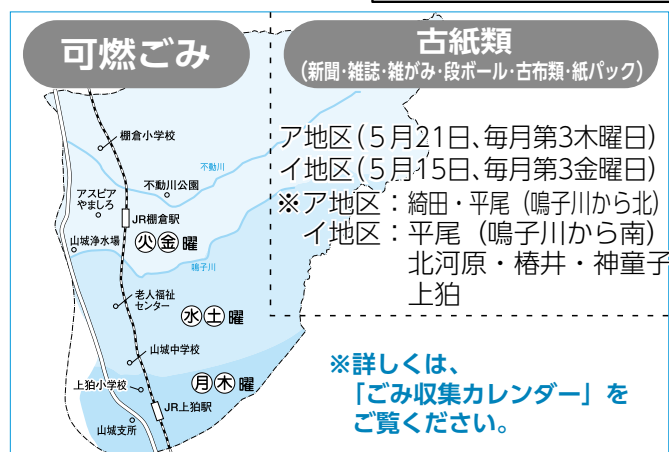 可燃ごみ
古紙類
(新聞・雑誌・雑がみ・段ボール・古布類・紙パック)
ア地区(5月21日、毎月第3木曜日)
イ地区(5月15日、毎月第3金曜日)
※ア地区:綺田・平尾(鳴子川から北)
イ地区:平尾(鳴子川から南)
北河原・椿井・神童子
上狛
棚倉小学校
不動川
不動川公園
アスピア
やましろ
JR棚倉駅
山城浄水場
火金曜
鳴子川
老人福祉
センター
水土曜
山城中学校
上狛小学校
月木曜
JR上狛駅
山城支所
※詳しくは、
「ごみ収集カレンダー」を
ご覧ください。